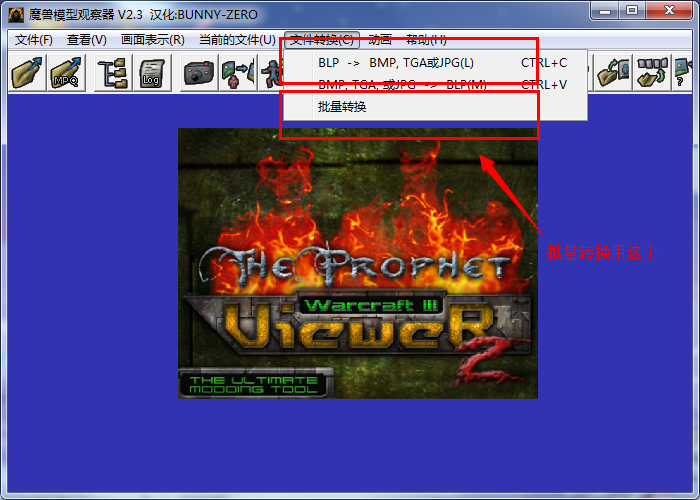 魔兽模型观察器 V2.3 汉化:BUNNY-ZERO
文件(F) 查看(V) 画面表示(R) 当前的文件(U) 文件转换(C) 动画 帮助(H)
MPQ Log ?
BLP -> BMP, TGA或JPG(L) CTRL+C
BMP, TGA, 或JPG -> BLP(M) CTRL+V
批量转换
批量转换用这个
The Prophet
Warcraft III
VieweR
2
THE ULTIMATE
MODDING TOOL